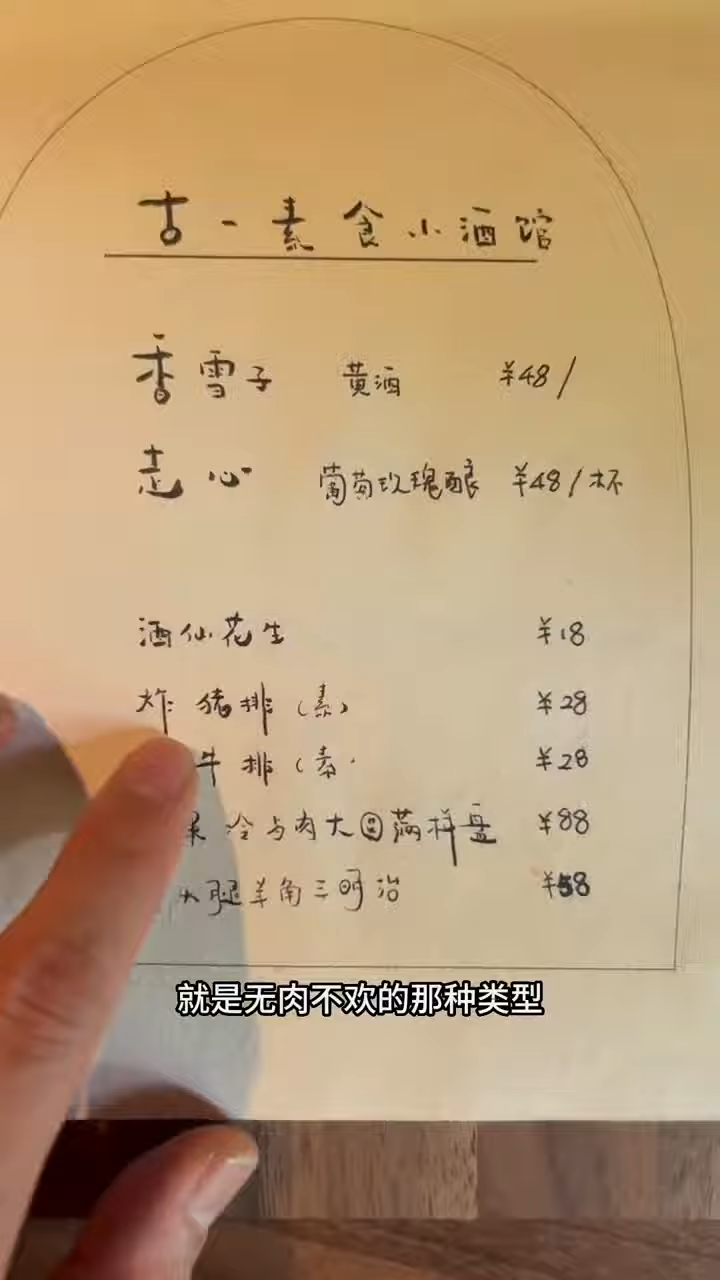 古一素食小酒馆
香雪子 黄酒 ¥48/
走心 葡萄玫瑰酿 ¥48/杯
酒仙花生 ¥18
炸猪排(素) ¥28
牛排(素 ¥28
冷与肉大圆满拼盘 ¥88
火腿羊角三明治 ¥58
就是无肉不欢的那种类型